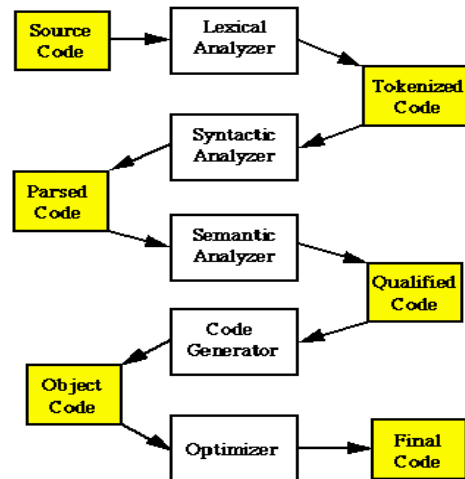 Source
Code
Lexical
Analyzer
Tokenized
Code
Syntactic
Analyzer
Parsed
Code
Semantic
Analyzer
Qualified
Code
Code
Generator
Object
Code
Optimizer
Final
Code